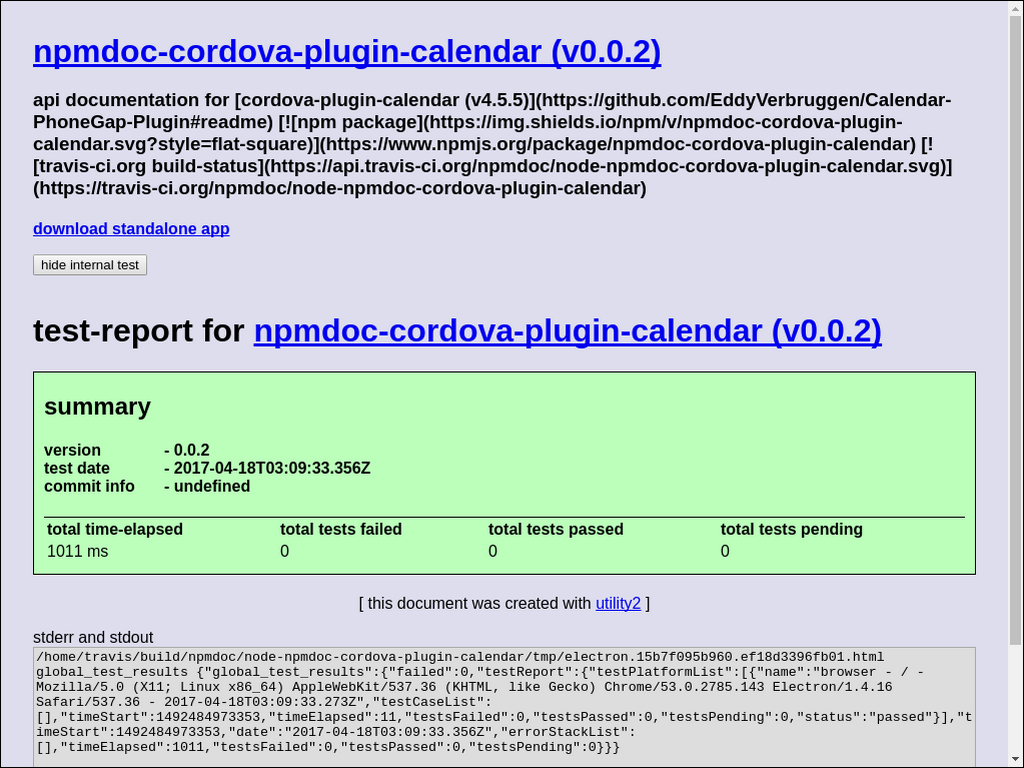 npmdoc-cordova-plugin-calendar (v0.0.2)
api documentation for [cordova-plugin-calendar (v4.5.5)](https://github.com/EddyVerbruggen/Calendar-
PhoneGap-Plugin#readme) [![npm package](https://img.shields.io/npm/v/npmdoc-cordova-plugin-
calendar.svg?style=flat-square)](https://www.npmjs.org/package/npmdoc-cordova-plugin-calendar) [!
[travis-ci.org build-status](https://api.travis-ci.org/npmdoc/node-npmdoc-cordova-plugin-calendar.svg)]
(https://travis-ci.org/npmdoc/node-npmdoc-cordova-plugin-calendar)
download standalone app
hide internal test
test-report for npmdoc-cordova-plugin-calendar (v0.0.2)
summary
version - 0.0.2
test date - 2017-04-18T03:09:33.356Z
commit info - undefined
total time-elapsed total tests failed total tests passed total tests pending
1011 ms 0 0 0
[ this document was created with utility2 ]
stderr and stdout
/home/travis/build/npmdoc/node-npmdoc-cordova-plugin-calendar/tmp/electron.15b7f095b960.ef18d3396fb01.html
global_test_results {"global_test_results":{"failed":0,"testReport":{"testPlatformList":[{"name":"browser - / -
Mozilla/5.0 (X11; Linux x86_64) AppleWebKit/537.36 (KHTML, like Gecko) Chrome/53.0.2785.143 Electron/1.4.16
Safari/537.36 - 2017-04-18T03:09:33.273Z","testCaseList":
[],"timeStart":1492484973353,"timeElapsed":11,"testsFailed":0,"testsPassed":0,"testsPending":0,"status":"passed"}],"t
imeStart":1492484973353,"date":"2017-04-18T03:09:33.356Z","errorStackList":
[],"timeElapsed":1011,"testsFailed":0,"testsPassed":0,"testsPending":0}}}